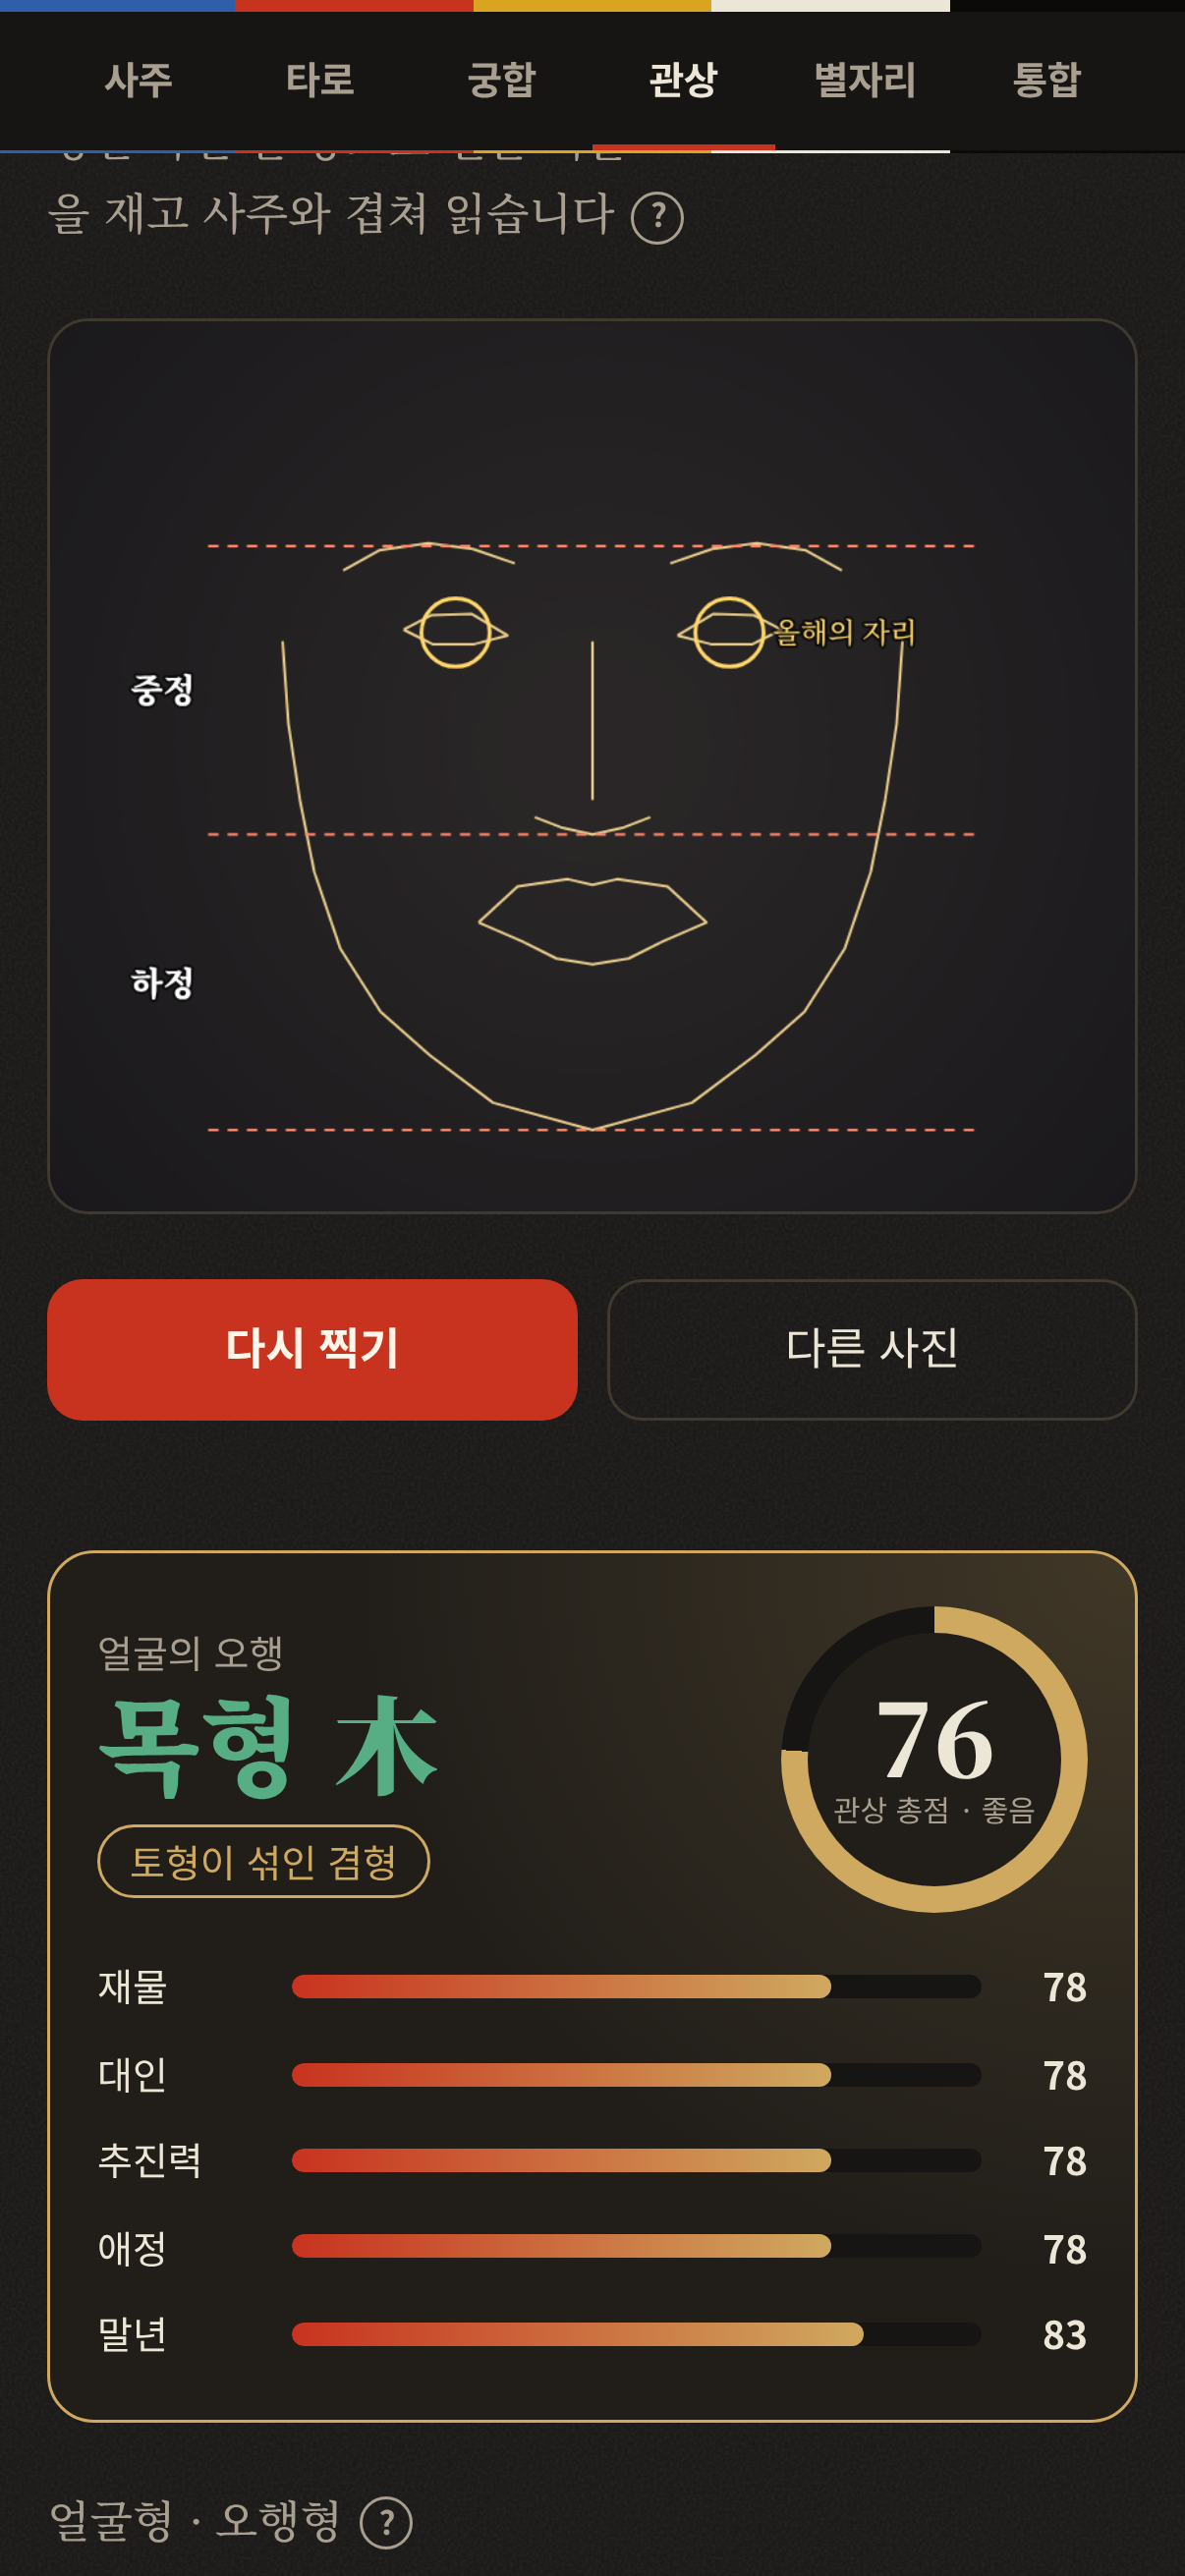 사주 타로 궁합 관상 별자리 통합
을 재고 사주와 겹쳐 읽습니다 ?
올해의 자리
중정
하정
다시 찍기
다른 사진
얼굴의 오행
목형 木
토형이 섞인 겸형
76
관상 총점 · 좋음
재물 78
대인 78
추진력 78
애정 78
말년 83
얼굴형 · 오행형 ?